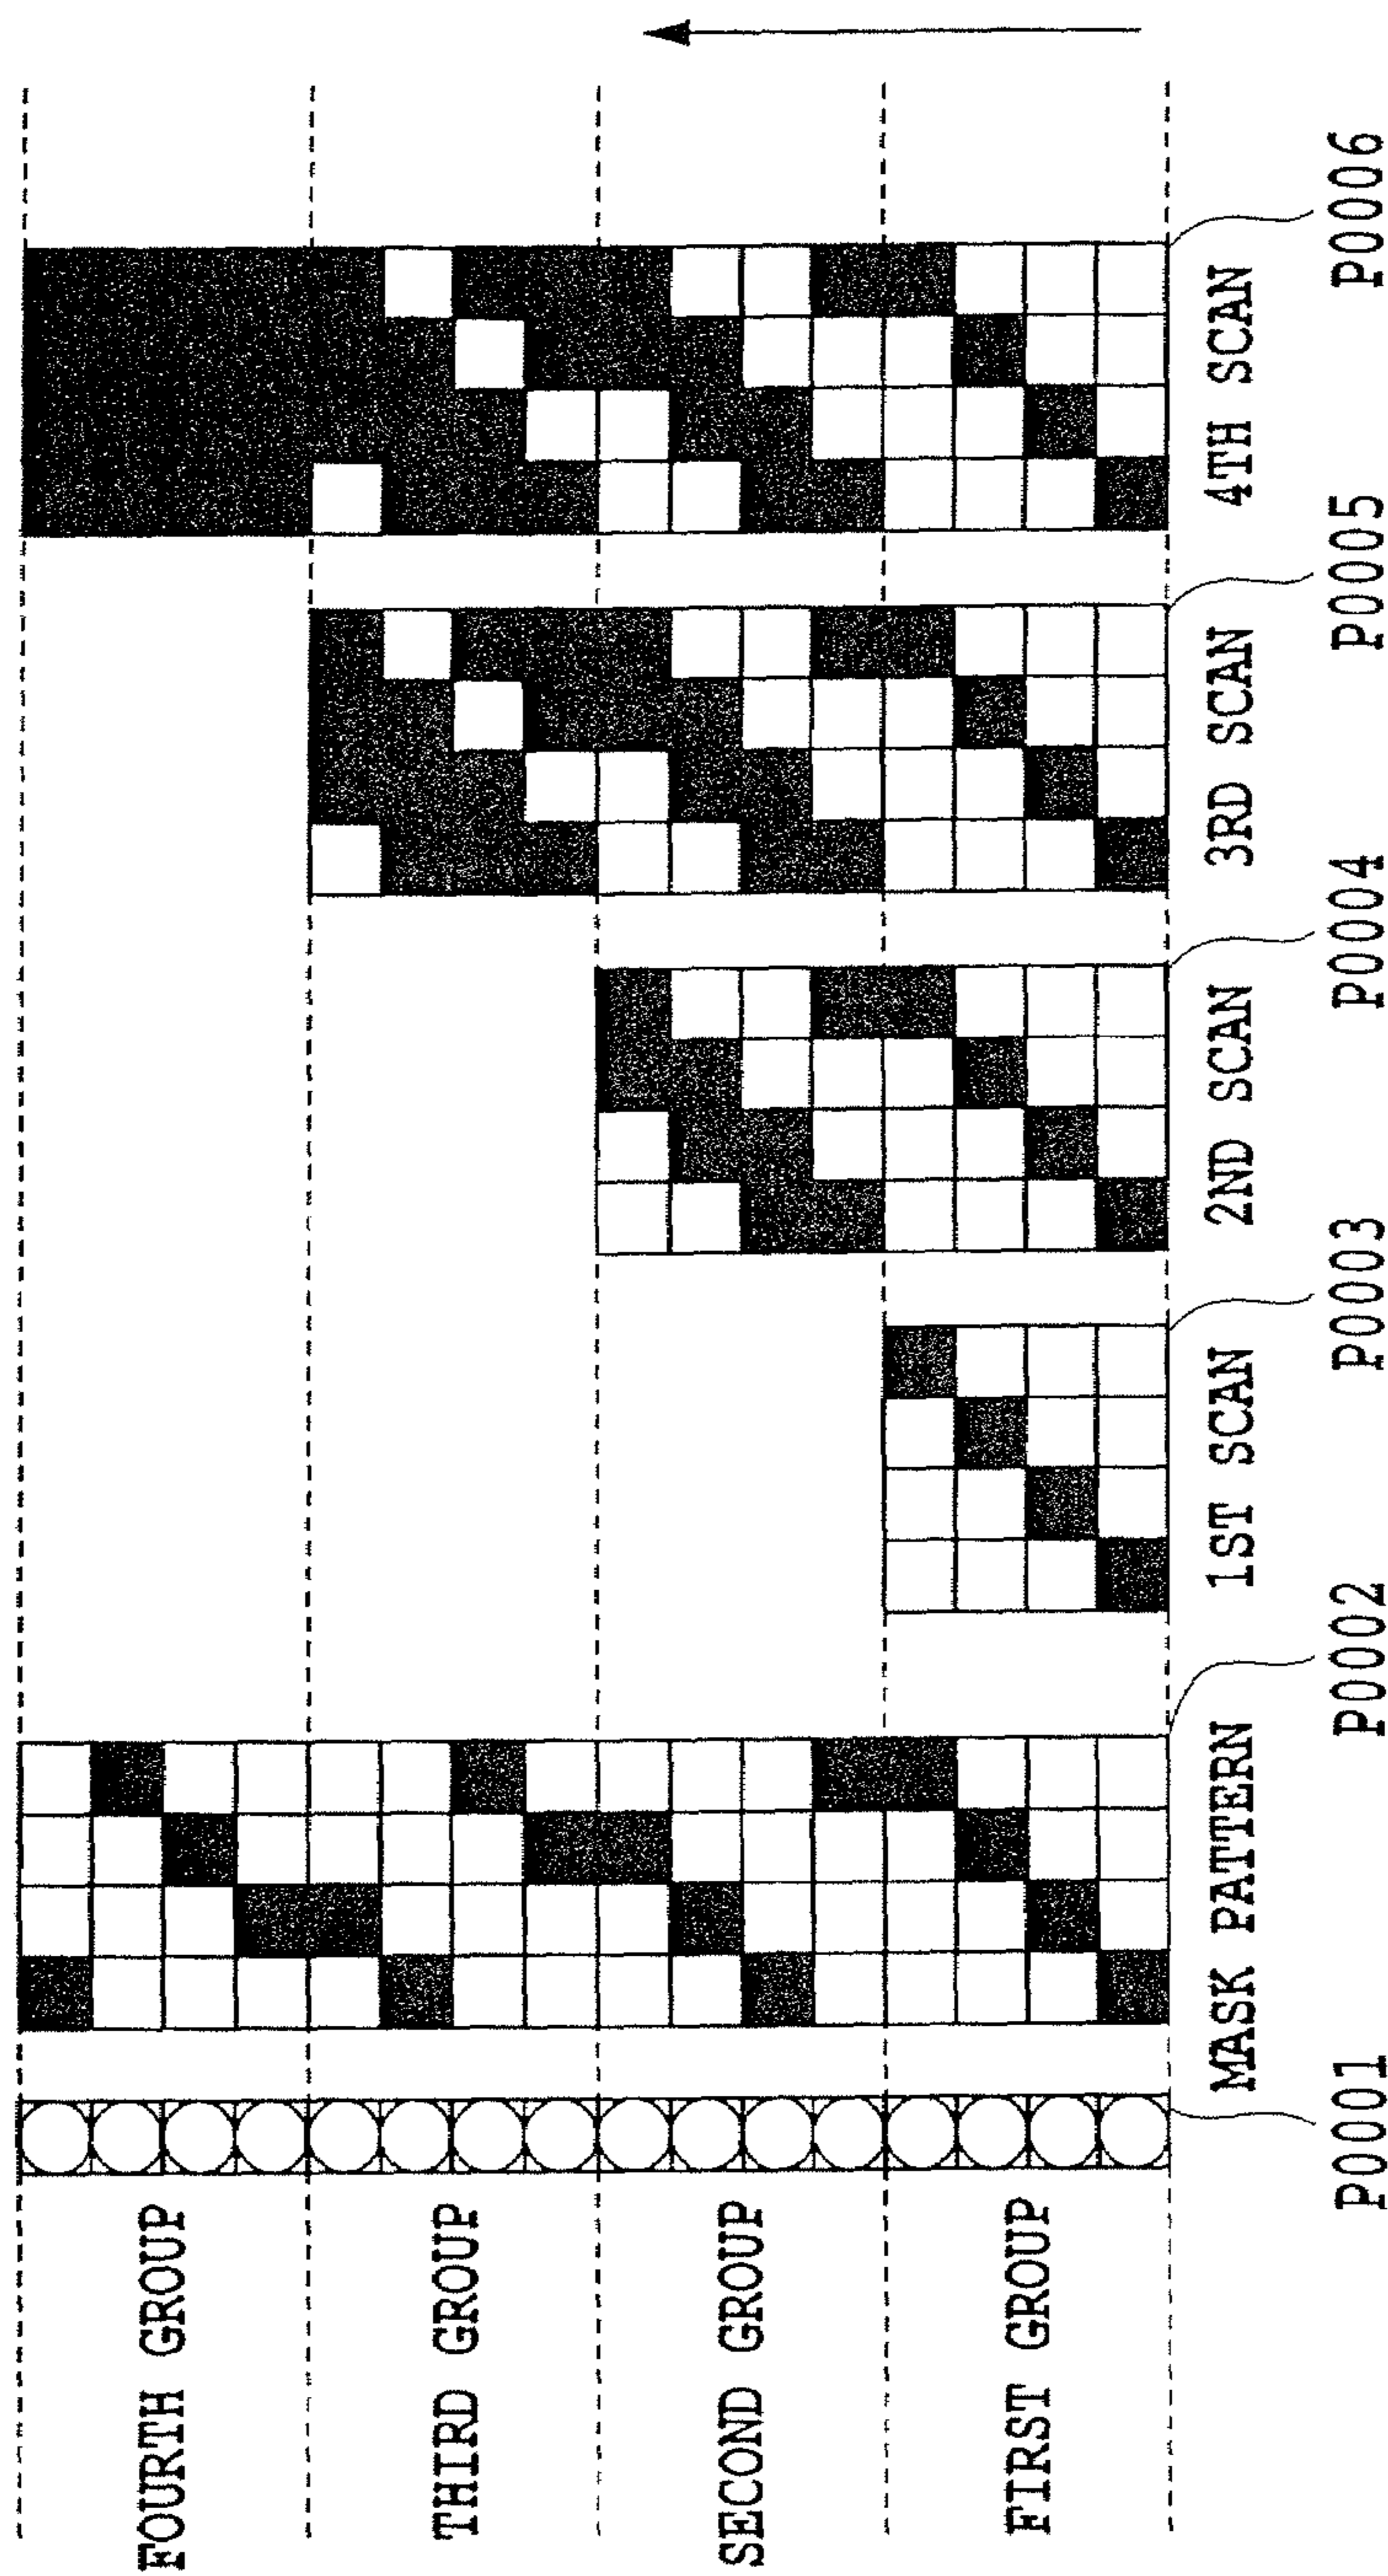 FOURTH GROUP
THIRD GROUP
SECOND GROUP
FIRST GROUP
MASK PATTERN
1ST SCAN
2ND SCAN
3RD SCAN
4TH SCAN
P0001
P0002
P0003
P0004
P0005
P0006